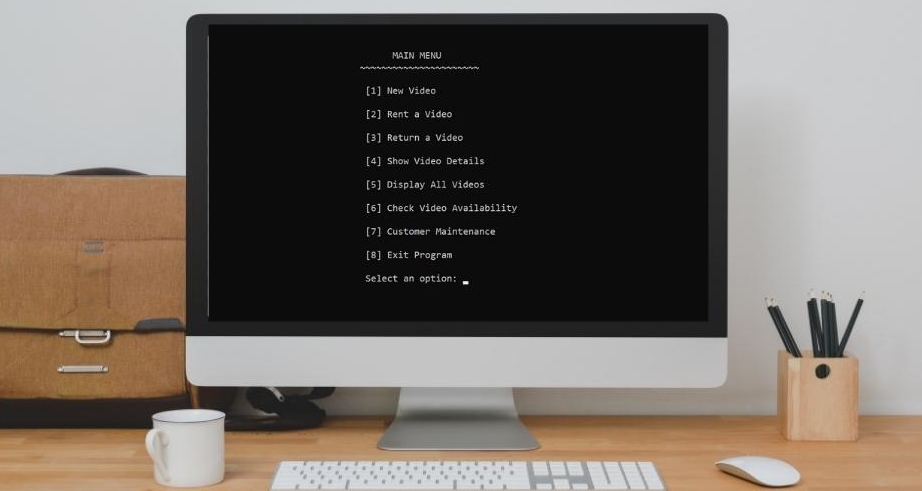 MAIN MENU
~~~~~~~~~~~~~~~~~~~~~~
[1] New Video
[2] Rent a Video
[3] Return a Video
[4] Show Video Details
[5] Display All Videos
[6] Check Video Availability
[7] Customer Maintenance
[8] Exit Program
Select an option: